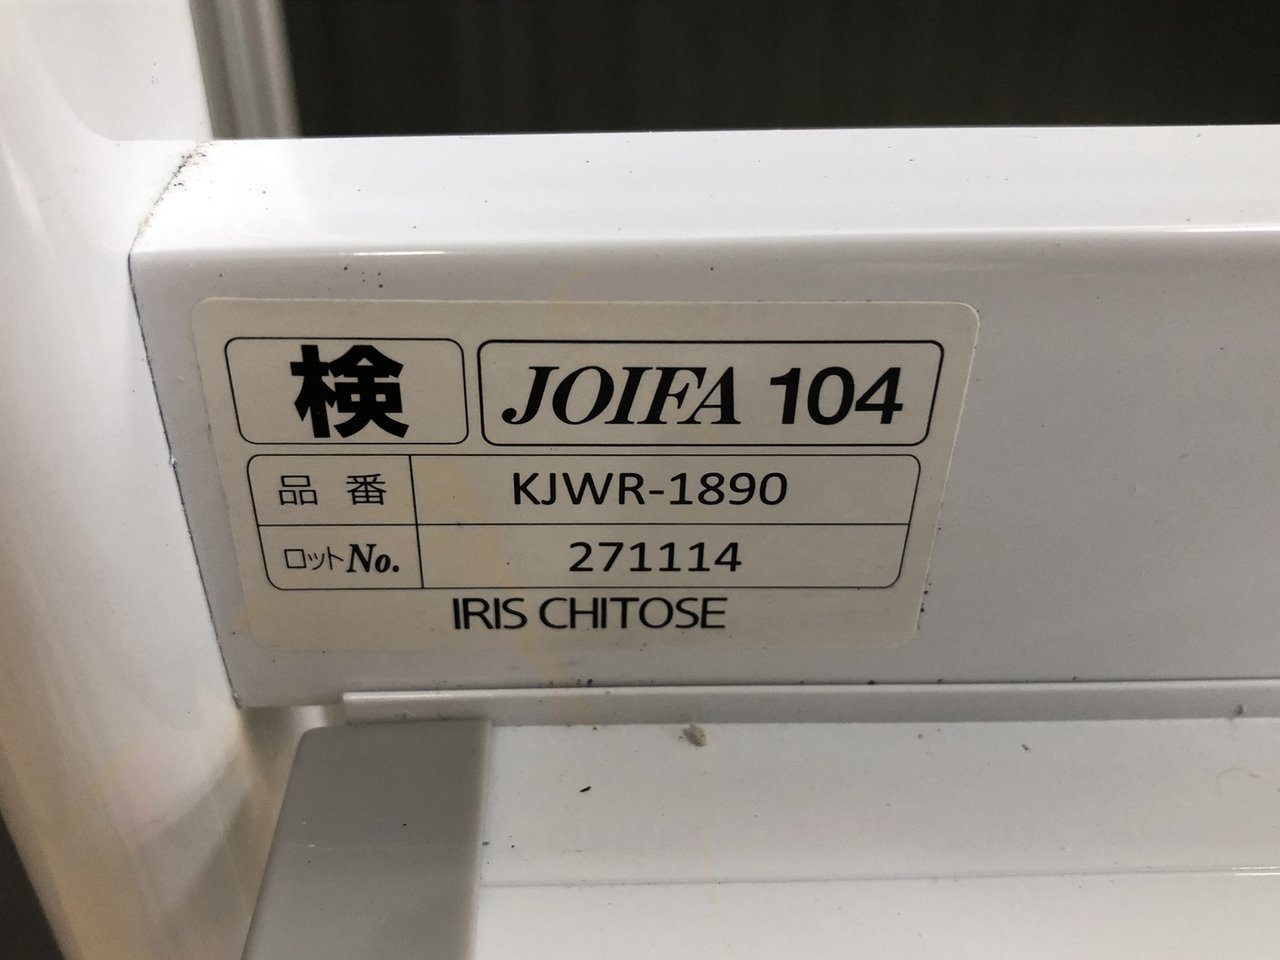 検 JOIFA 104
品番 KJWR-1890
ロットNo. 271114
IRIS CHITOSE